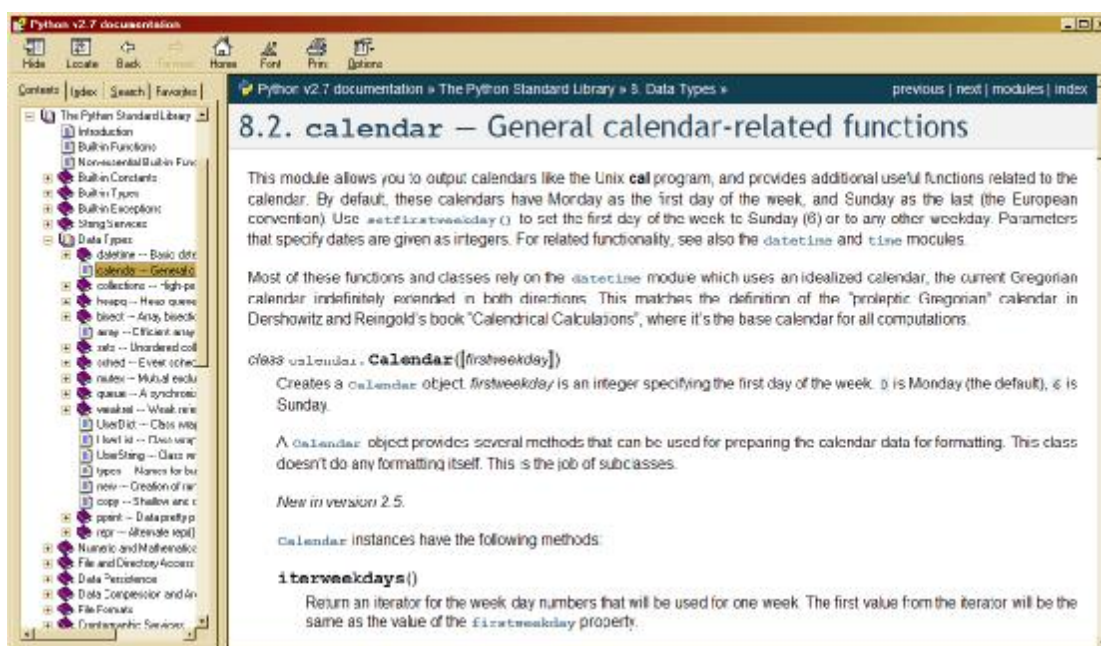 Python v2.7 documentation
Hide Locate Back Forward Home Font Print Options
Contents Index Search Favorites
The Python Standard Library
Introduction
Built-in Functions
Non-essential Built-in Func
Built-in Constants
Built-in Types
Built-in Exceptions
String Services
Data Types
datetime -- Basic date
calendar -- General c
collections -- High-pe
heapq -- Heap queue
bisect -- Array bisectic
array -- Efficient array
sets -- Unordered coll
sched -- Event sched
mutex -- Mutual exclu
queue -- A synchroniz
weakref -- Weak refe
UserDict -- Class wrap
UserList -- Class wrap
UserString -- Class wr
types -- Names for bu
new -- Creation of run
copy -- Shallow and d
pprint -- Data pretty p
repr -- Alternate repr()
Numeric and Mathematica
File and Directory Access
Data Persistence
Data Compression and Arc
File Formats
Cryptographic Services
Python v2.7 documentation » The Python Standard Library » 8. Data Types » previous | next | modules | index
8.2. calendar — General calendar-related functions
This module allows you to output calendars like the Unix cal program, and provides additional useful functions related to the
calendar. By default, these calendars have Monday as the first day of the week, and Sunday as the last (the European
convention). Use setfirstweekday() to set the first day of the week to Sunday (6) or to any other weekday. Parameters
that specify dates are given as integers. For related functionality, see also the datetime and time modules.
Most of these functions and classes rely on the datetime module which uses an idealized calendar, the current Gregorian
calendar indefinitely extended in both directions. This matches the definition of the "proleptic Gregorian" calendar in
Dershowitz and Reingold's book "Calendrical Calculations", where it's the base calendar for all computations.
class calendar.Calendar([firstweekday])
Creates a Calendar object. firstweekday is an integer specifying the first day of the week. 0 is Monday (the default), 6 is
Sunday.
A Calendar object provides several methods that can be used for preparing the calendar data for formatting. This class
doesn't do any formatting itself. This is the job of subclasses.
New in version 2.5.
Calendar instances have the following methods:
iterweekdays()
Return an iterator for the week day numbers that will be used for one week. The first value from the iterator will be the
same as the value of the firstweekday property.